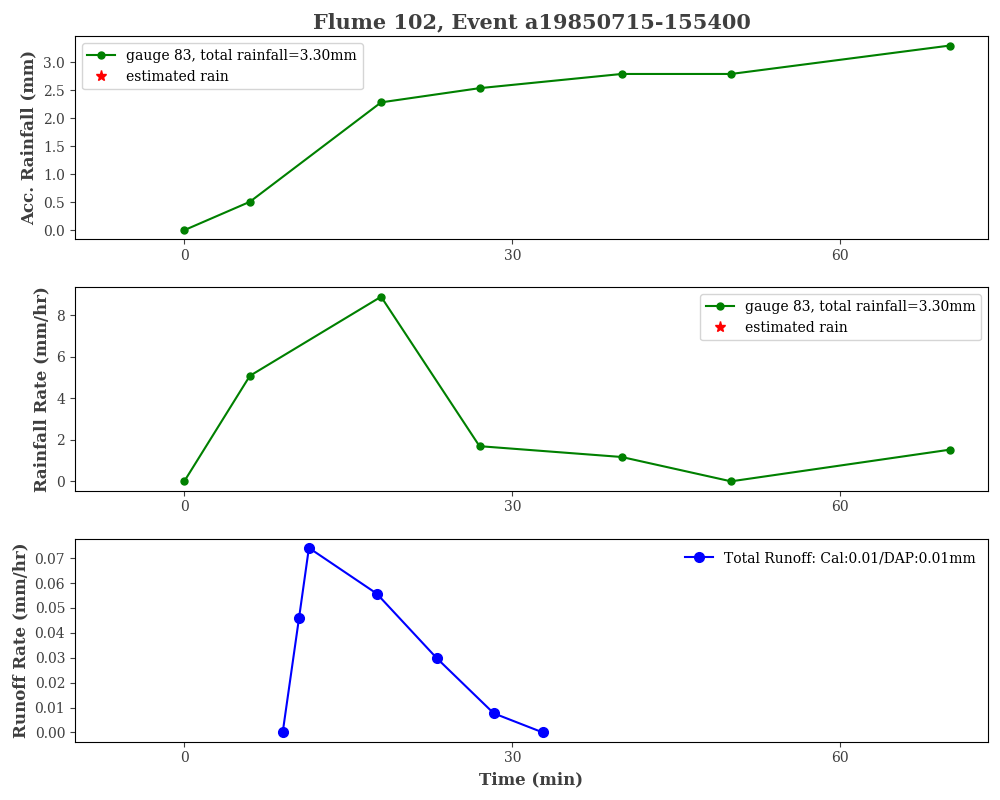 Flume 102, Event a19850715-155400
Acc. Rainfall (mm)
3.0
2.5
2.0
1.5
1.0
0.5
0.0
gauge 83, total rainfall=3.30mm
estimated rain
0 30 60
Rainfall Rate (mm/hr)
8
6
4
2
0
gauge 83, total rainfall=3.30mm
estimated rain
0 30 60
Runoff Rate (mm/hr)
0.07
0.06
0.05
0.04
0.03
0.02
0.01
0.00
Total Runoff: Cal:0.01/DAP:0.01mm
0 30 60
Time (min)